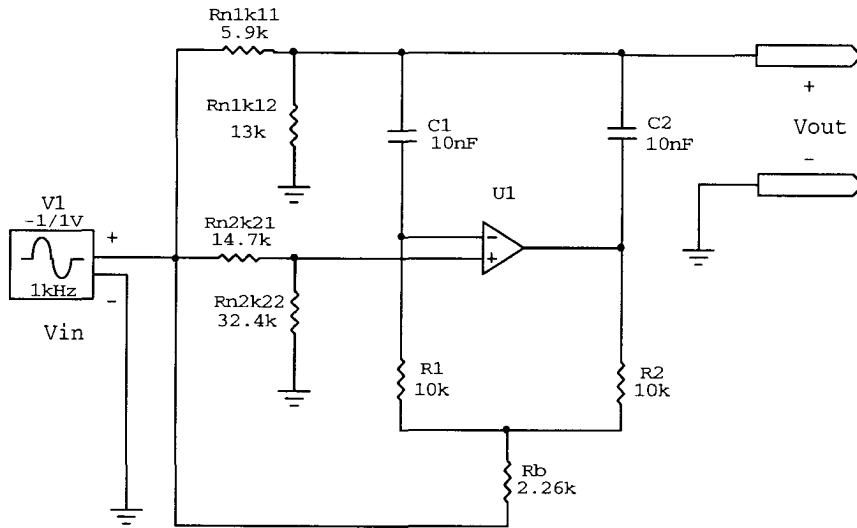 Rn1k11
5.9k
Rn1k12
13k
C1
10nF
C2
10nF
+
Vout
-
U1
V1
-1/1V
+
1kHz
-
Vin
Rn2k21
14.7k
Rn2k22
32.4k
-
+
R1
10k
R2
10k
Rb
2.26k